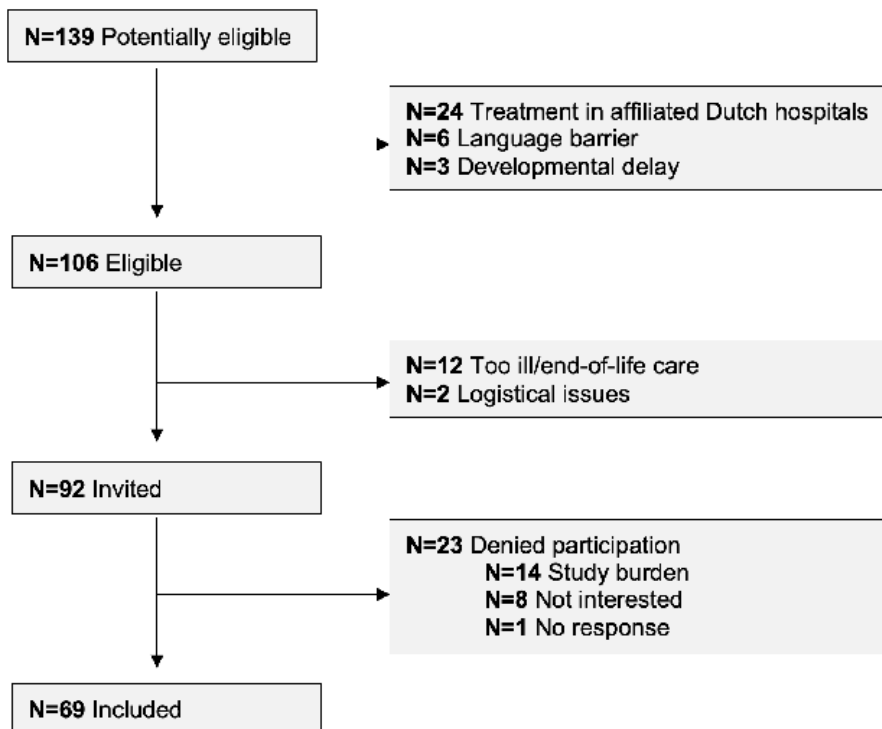 N=139 Potentially eligible
N=24 Treatment in affiliated Dutch hospitals
N=6 Language barrier
N=3 Developmental delay
N=106 Eligible
N=12 Too ill/end-of-life care
N=2 Logistical issues
N=92 Invited
N=23 Denied participation
N=14 Study burden
N=8 Not interested
N=1 No response
N=69 Included